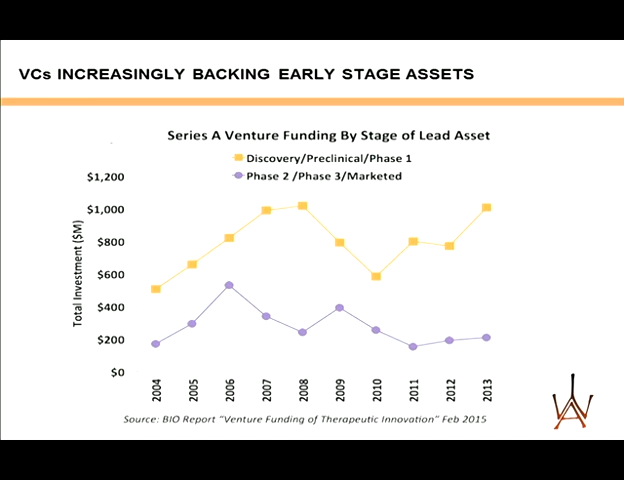 VCs INCREASINGLY BACKING EARLY STAGE ASSETS
Series A Venture Funding By Stage of Lead Asset
Discovery/Preclinical/Phase 1
Phase 2 /Phase 3/Marketed
Total Investment ($M)
$1,200
$1,000
$800
$600
$400
$200
$0
2004 2005 2006 2007 2008 2009 2010 2011 2012 2013
Source: BIO Report "Venture Funding of Therapeutic Innovation" Feb 2015